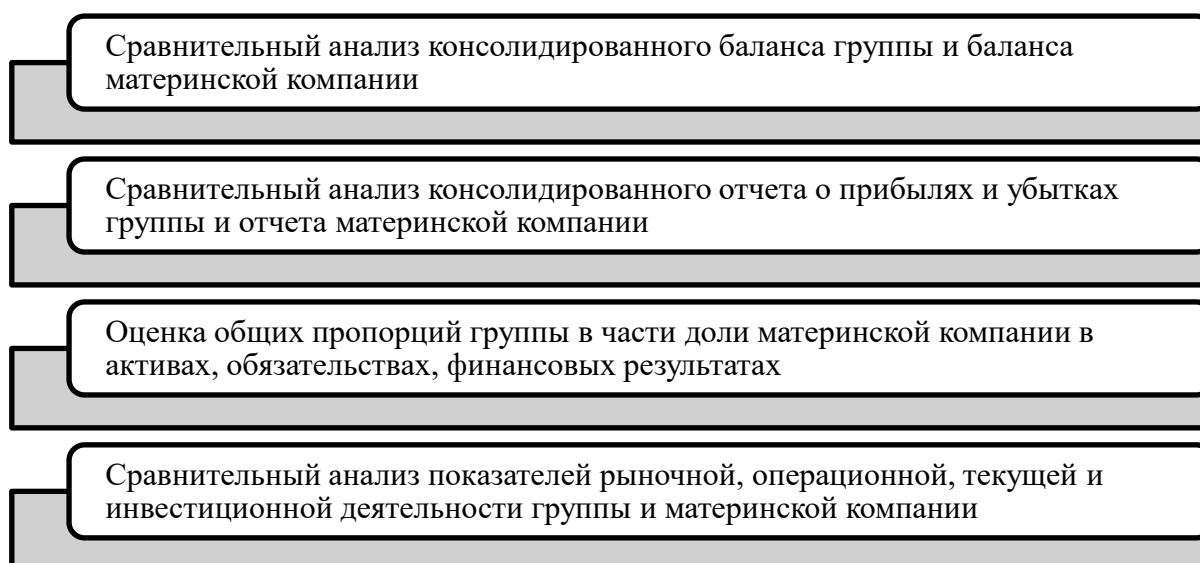 Сравнительный анализ консолидированного баланса группы и баланса
материнской компании
Сравнительный анализ консолидированного отчета о прибылях и убытках
группы и отчета материнской компании
Оценка общих пропорций группы в части доли материнской компании в
активах, обязательствах, финансовых результатах
Сравнительный анализ показателей рыночной, операционной, текущей и
инвестиционной деятельности группы и материнской компании